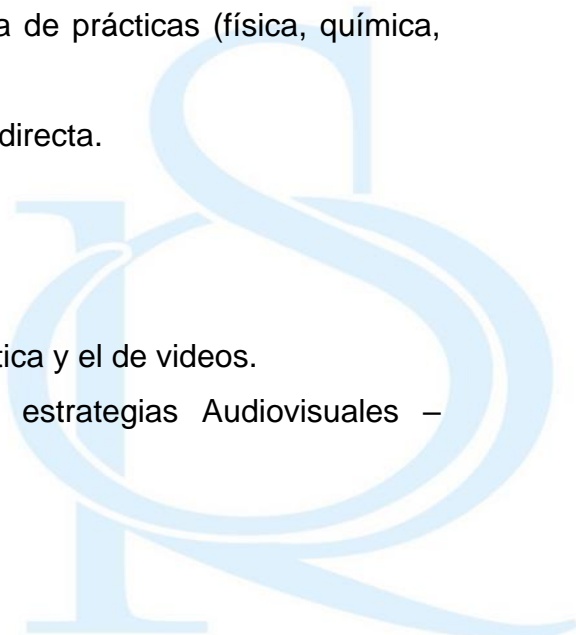 a de prácticas (física, química,
directa.
tica y el de videos.
estrategias Audiovisuales –